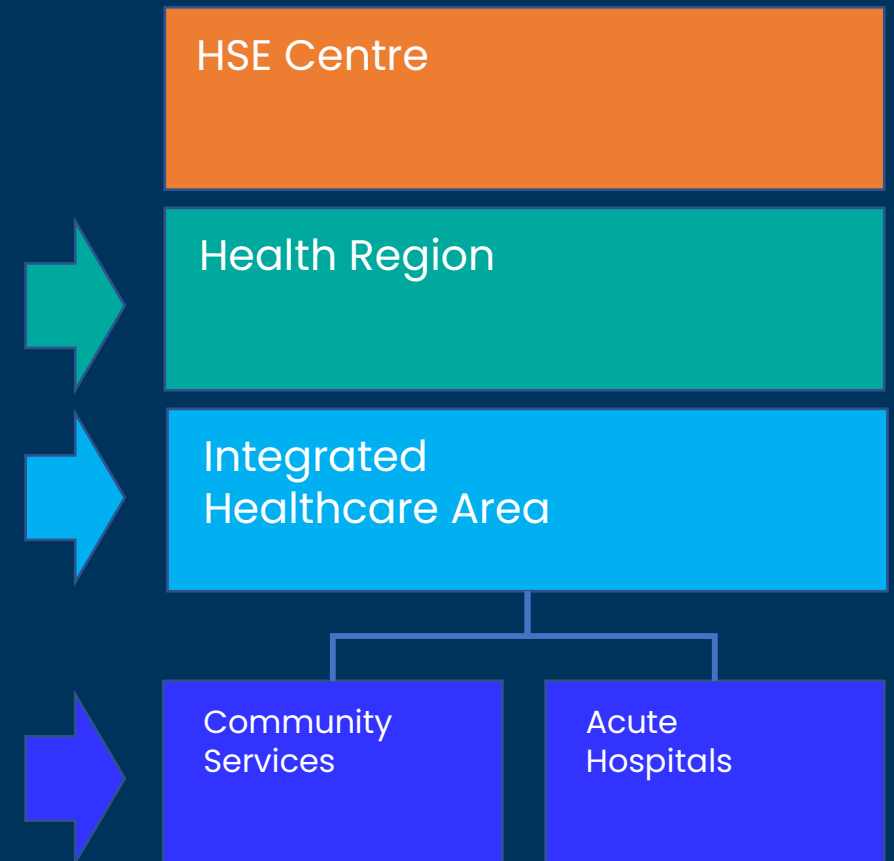 HSE Centre
Health Region
Integrated
Healthcare Area
Community
Services
Acute
Hospitals